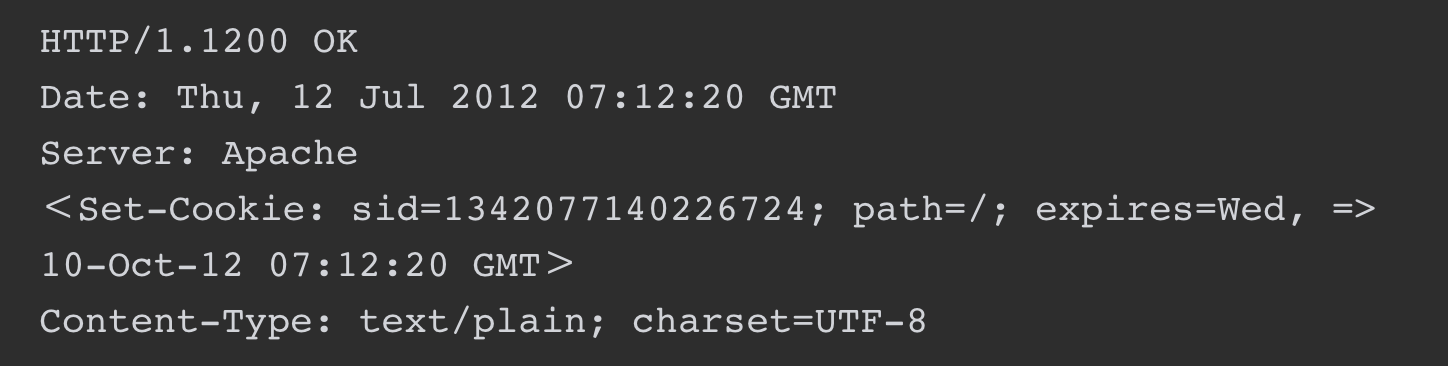 HTTP/1.1200 OK
Date: Thu, 12 Jul 2012 07:12:20 GMT
Server: Apache
＜Set-Cookie: sid=1342077140226724; path=/; expires=Wed, =>
10-Oct-12 07:12:20 GMT＞
Content-Type: text/plain; charset=UTF-8